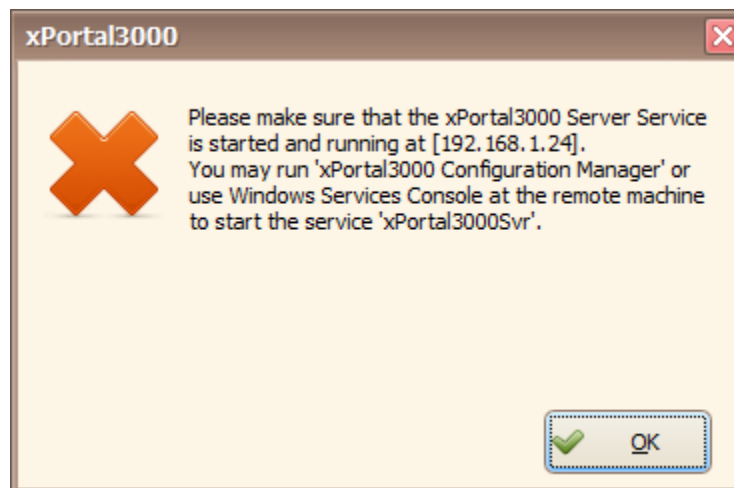 xPortal3000
Please make sure that the xPortal3000 Server Service
is started and running at [192.168.1.24].
You may run 'xPortal3000 Configuration Manager' or
use Windows Services Console at the remote machine
to start the service 'xPortal3000Svr'.
OK